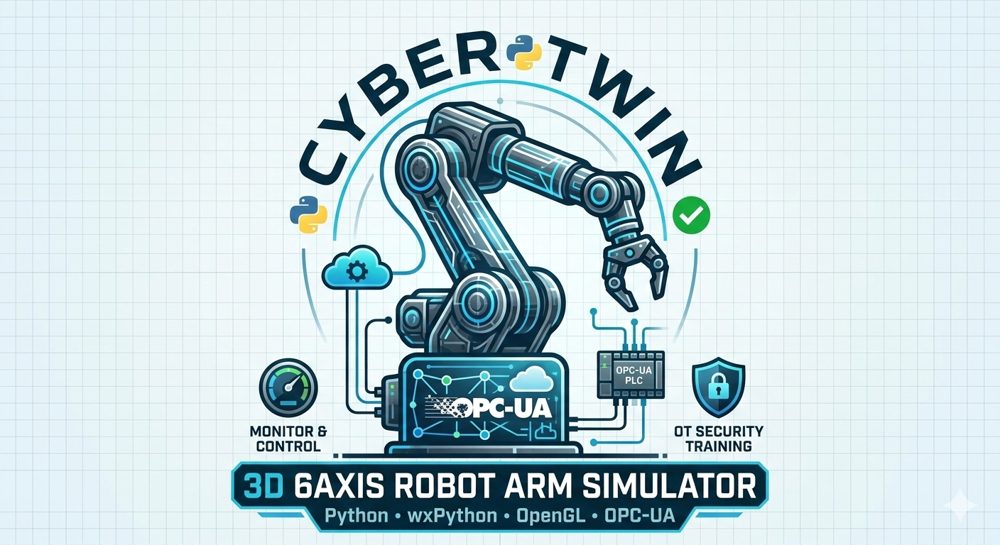 CYBER TWIN
OPC-UA
OPC-UA
PLC
MONITOR &
CONTROL
OT SECURITY
TRAINING
3D 6AXIS ROBOT ARM SIMULATOR
Python • wxPython • OpenGL • OPC-UA